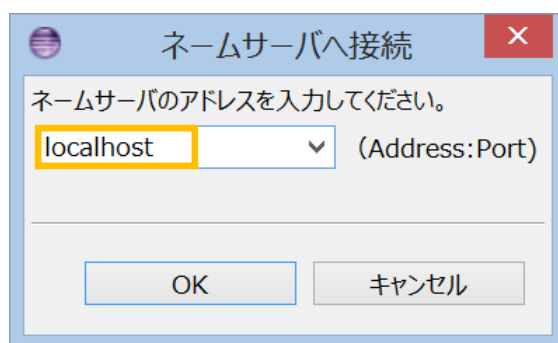 ネームサーバへ接続
ネームサーバのアドレスを入力してください。
localhost (Address:Port)
OK キャンセル